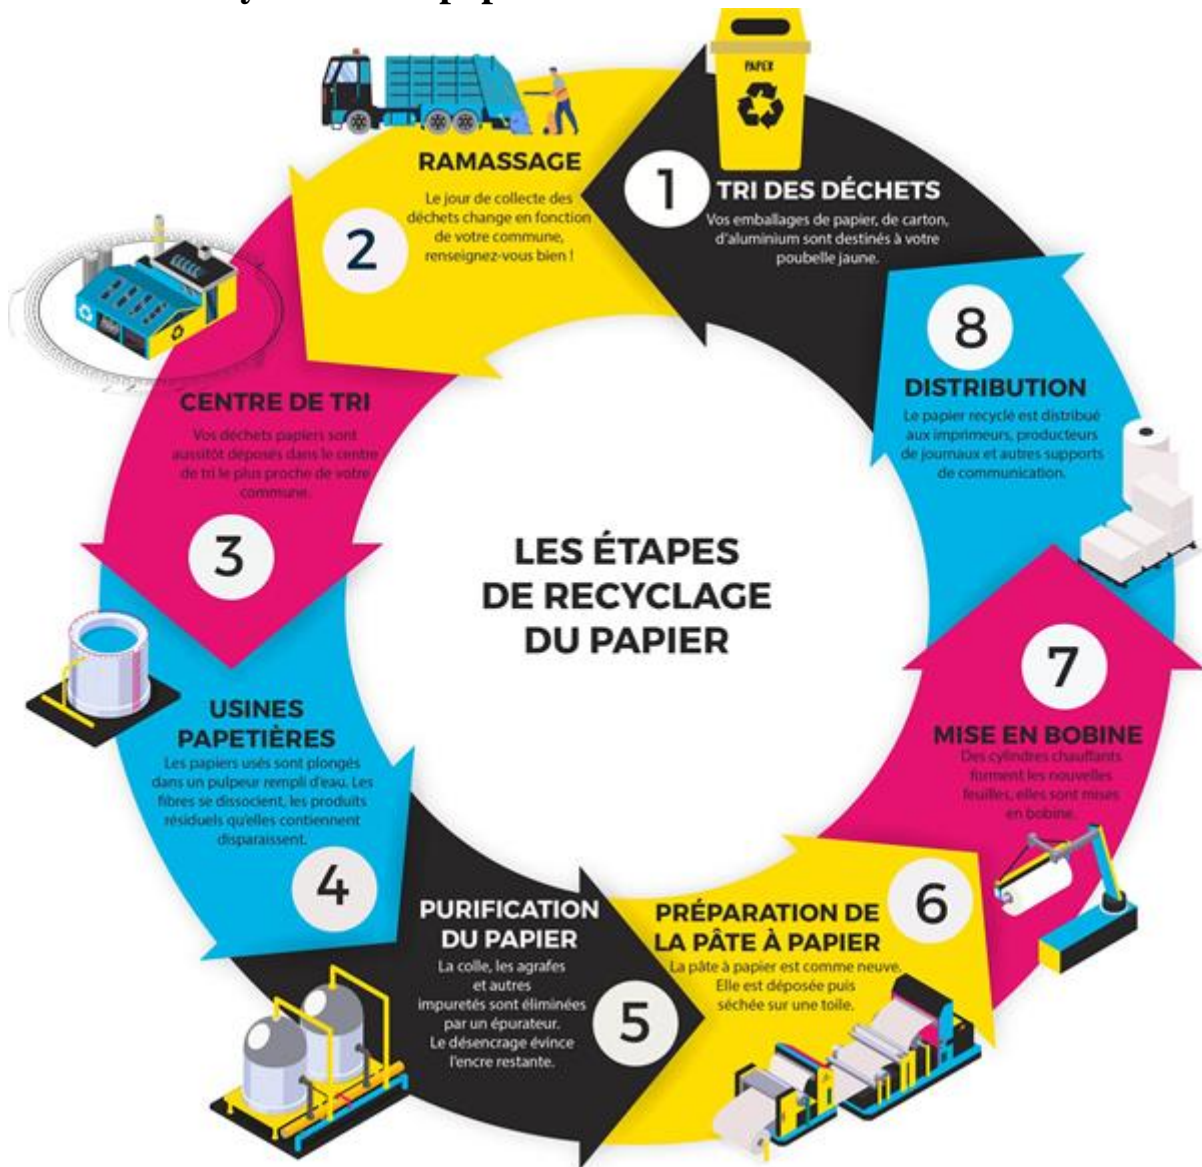 PAPER
1
TRI DES DÉCHETS
Vos emballages de papier, de carton,
d'aluminium sont destinés à votre
poubelle jaune.
RAMASSAGE
Le jour de collecte des
déchets change en fonction
de votre commune,
renseignez-vous bien !
2
CENTRE DE TRI
Vos déchets papiers sont
aussitôt déposés dans le centre
de tri le plus proche de votre
commune.
3
USINES
PAPETIÈRES
Les papiers usés sont plongés
dans un pulpeur rempli d'eau. Les
fibres se dissocient, les produits
résiduels qu'elles contiennent
disparaissent.
4
PURIFICATION
DU PAPIER
La colle, les agrafes
et autres
impuretés sont éliminées
par un épurateur.
Le désencrage évince
l'encre restante.
5
PRÉPARATION DE
LA PÂTE À PAPIER
La pâte à papier est comme neuve.
Elle est déposée puis
séchée sur une toile.
6
7
MISE EN BOBINE
Des cylindres chauffants
forment les nouvelles
feuilles, elles sont mises
en bobine.
8
DISTRIBUTION
Le papier recyclé est distribué
aux imprimeurs, producteurs
de journaux et autres supports
de communication.
LES ÉTAPES
DE RECYCLAGE
DU PAPIER